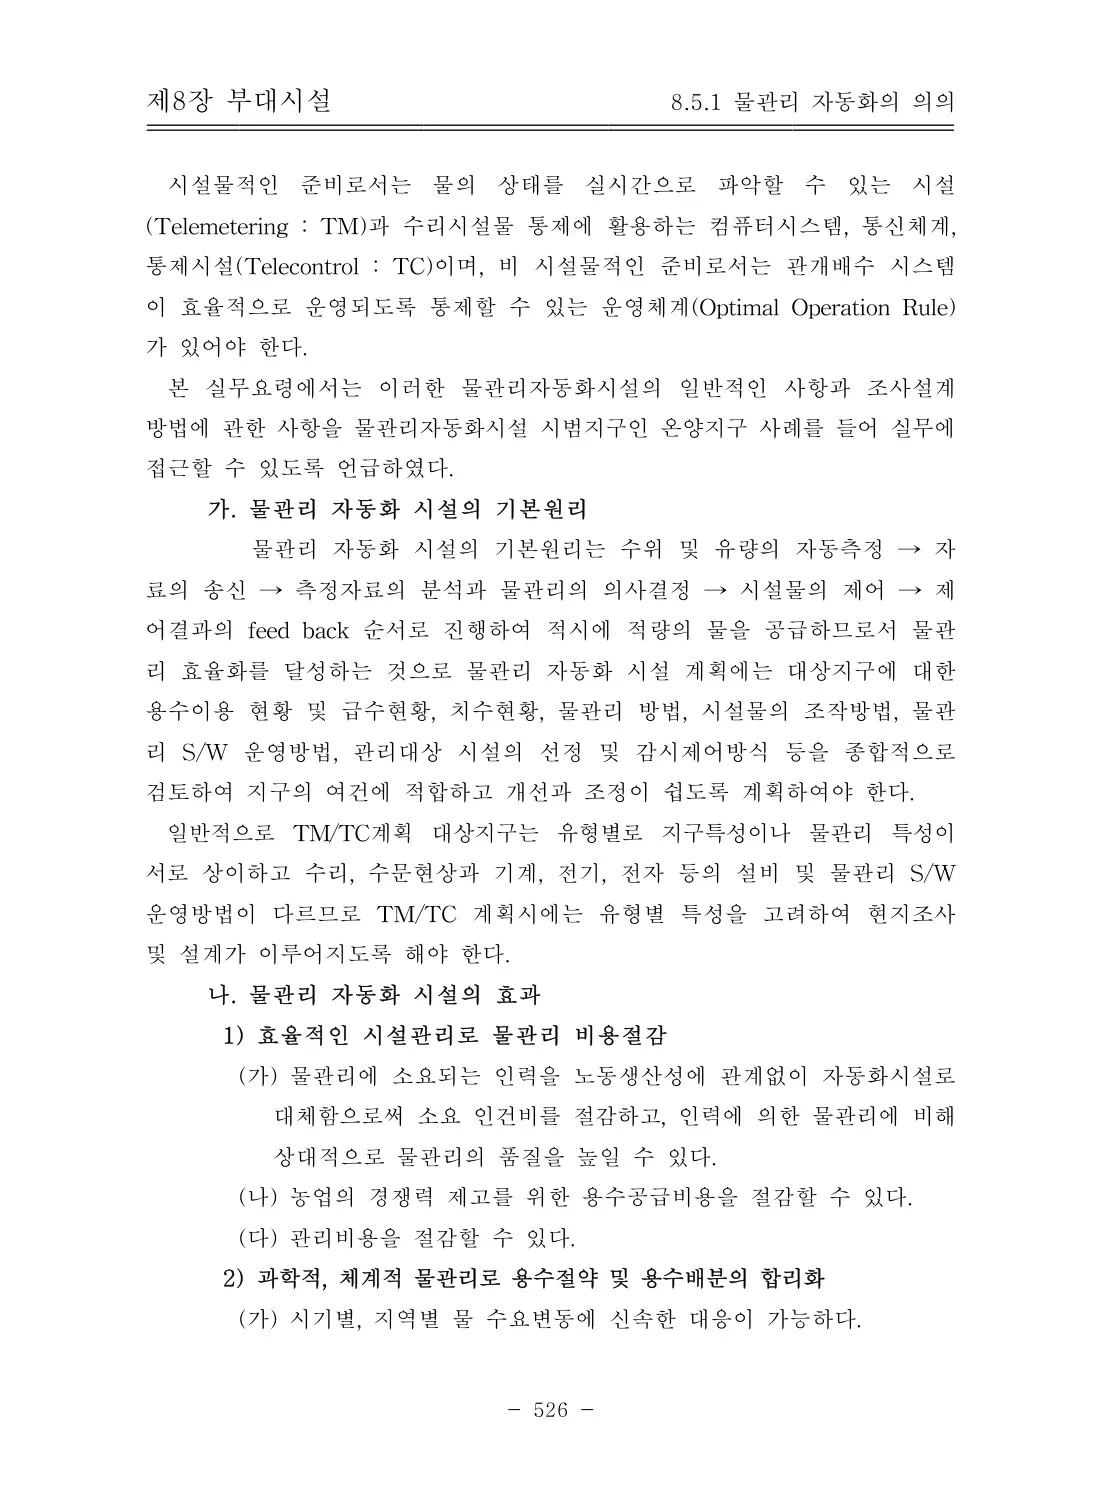 제8장 부대시설
8.5.1 물관리 자동화의 의의
시설물적인 준비로서는 물의 상태를 실시간으로 파악할 수 있는 시설
(Telemetering : TM)과 수리시설물 통제에 활용하는 컴퓨터시스템, 통신체계,
통제시설(Telecontrol : TC)이며, 비 시설물적인 준비로서는 관개배수 시스템
이 효율적으로 운영되도록 통제할 수 있는 운영체계(Optimal Operation Rule)
가 있어야 한다.
본 실무요령에서는 이러한 물관리자동화시설의 일반적인 사항과 조사설계
방법에 관한 사항을 물관리자동화시설 시범지구인 온양지구 사례를 들어 실무에
접근할 수 있도록 언급하였다.
가. 물관리 자동화 시설의 기본원리
물관리 자동화 시설의 기본원리는 수위 및 유량의 자동측정 → 자
료의 송신 → 측정자료의 분석과 물관리의 의사결정 → 시설물의 제어 → 제
어결과의 feed back 순서로 진행하여 적시에 적량의 물을 공급하므로서 물관
리 효율화를 달성하는 것으로 물관리 자동화 시설 계획에는 대상지구에 대한
용수이용 현황 및 급수현황, 치수현황, 물관리 방법, 시설물의 조작방법, 물관
리 S/W 운영방법, 관리대상 시설의 선정 및 감시제어방식 등을 종합적으로
검토하여 지구의 여건에 적합하고 개선과 조정이 쉽도록 계획하여야 한다.
일반적으로 TM/TC계획 대상지구는 유형별로 지구특성이나 물관리 특성이
서로 상이하고 수리, 수문현상과 기계, 전기, 전자 등의 설비 및 물관리 S/W
운영방법이 다르므로 TM/TC 계획시에는 유형별 특성을 고려하여 현지조사
및 설계가 이루어지도록 해야 한다.
나. 물관리 자동화 시설의 효과
1) 효율적인 시설관리로 물관리 비용절감
(가) 물관리에 소요되는 인력을 노동생산성에 관계없이 자동화시설로
대체함으로써 소요 인건비를 절감하고, 인력에 의한 물관리에 비해
상대적으로 물관리의 품질을 높일 수 있다.
(나) 농업의 경쟁력 제고를 위한 용수공급비용을 절감할 수 있다.
(다) 관리비용을 절감할 수 있다.
2) 과학적, 체계적 물관리로 용수절약 및 용수배분의 합리화
(가) 시기별, 지역별 물 수요변동에 신속한 대응이 가능하다.
- 526 -